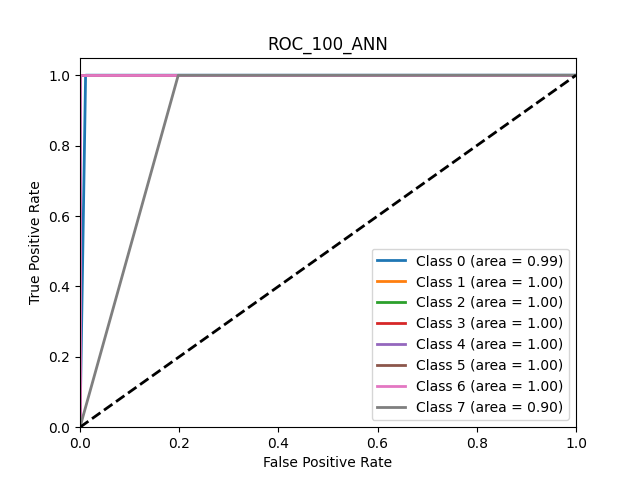 ROC_100_ANN
True Positive Rate
1.0
0.8
0.6
0.4
0.2
0.0
Class 0 (area = 0.99)
Class 1 (area = 1.00)
Class 2 (area = 1.00)
Class 3 (area = 1.00)
Class 4 (area = 1.00)
Class 5 (area = 1.00)
Class 6 (area = 1.00)
Class 7 (area = 0.90)
0.0 0.2 0.4 0.6 0.8 1.0
False Positive Rate